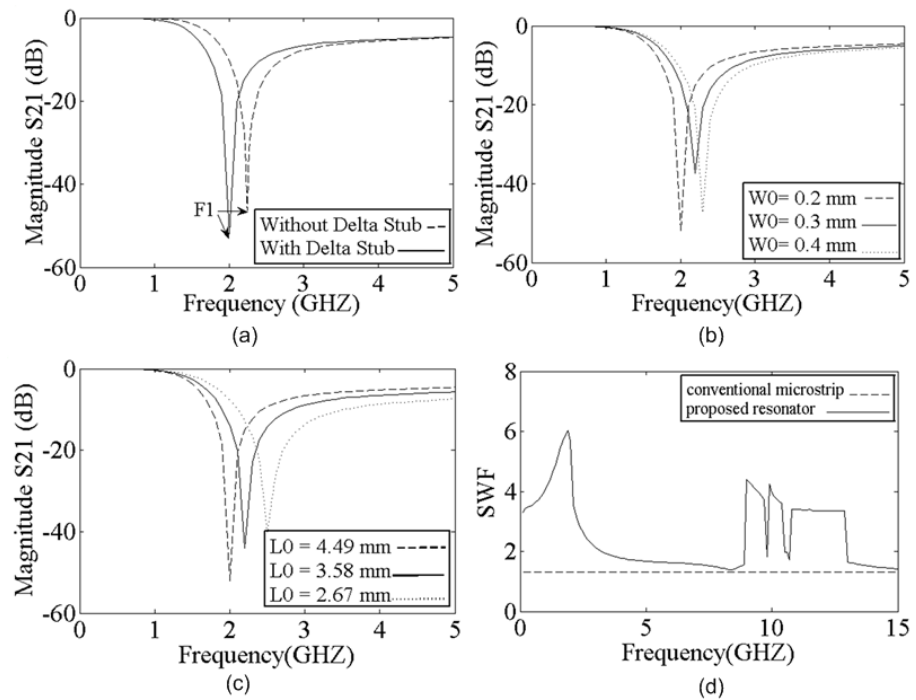 0
-20
-40
-60
Magnitude S21 (dB)
F1
Without Delta Stub
With Delta Stub
1
2
3
4
5
Frequency (GHZ)
(a)
0
-20
-40
-60
Magnitude S21 (dB)
W0= 0.2 mm
W0= 0.3 mm
W0= 0.4 mm
0
1
2
3
4
5
Frequency(GHZ)
(b)
0
-20
-40
-60
Magnitude S21 (dB)
L0 = 4.49 mm
L0 = 3.58 mm
L0 = 2.67 mm
1
2
3
4
5
Frequency(GHZ)
(c)
8
6
4
2
0
SWF
conventional microstrip
proposed resonator
0
5
10
15
Frequency(GHZ)
(d)